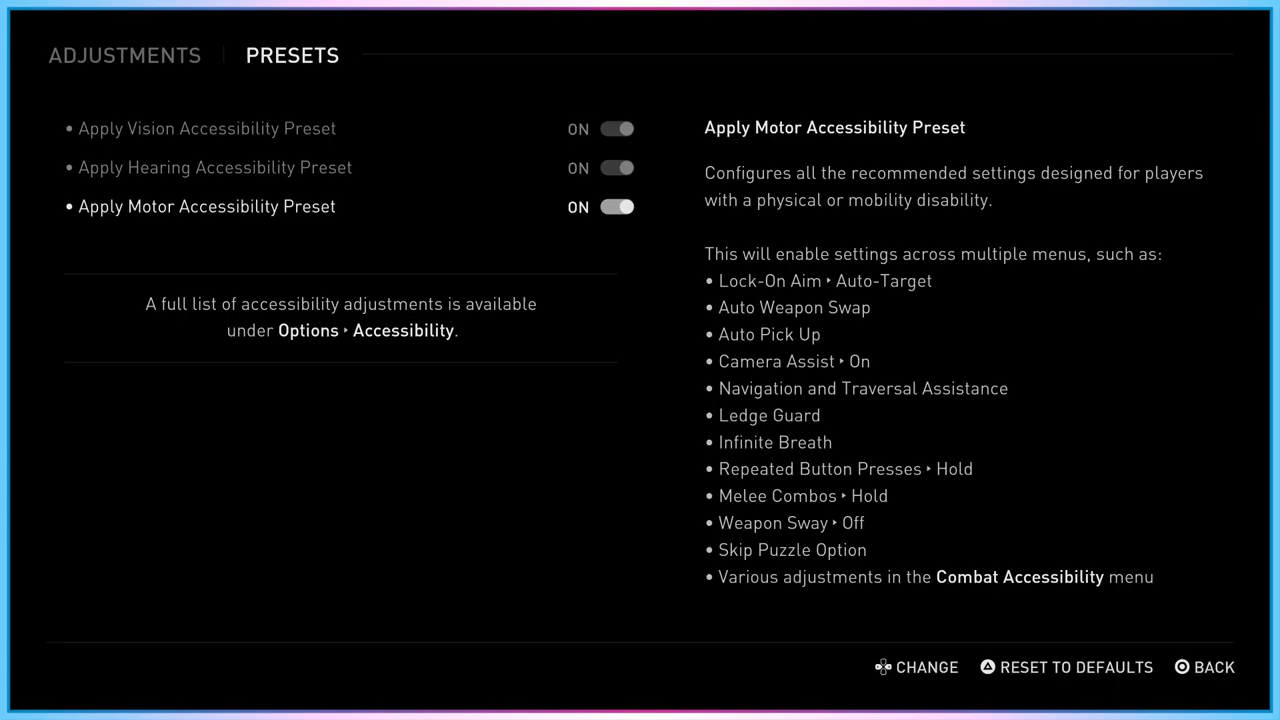 ADJUSTMENTS | PRESETS
• Apply Vision Accessibility Preset ON
• Apply Hearing Accessibility Preset ON
• Apply Motor Accessibility Preset ON
A full list of accessibility adjustments is available
under Options ‣ Accessibility.
Apply Motor Accessibility Preset
Configures all the recommended settings designed for players
with a physical or mobility disability.
This will enable settings across multiple menus, such as:
• Lock-On Aim ‣ Auto-Target
• Auto Weapon Swap
• Auto Pick Up
• Camera Assist ‣ On
• Navigation and Traversal Assistance
• Ledge Guard
• Infinite Breath
• Repeated Button Presses ‣ Hold
• Melee Combos ‣ Hold
• Weapon Sway ‣ Off
• Skip Puzzle Option
• Various adjustments in the Combat Accessibility menu
CHANGE RESET TO DEFAULTS BACK